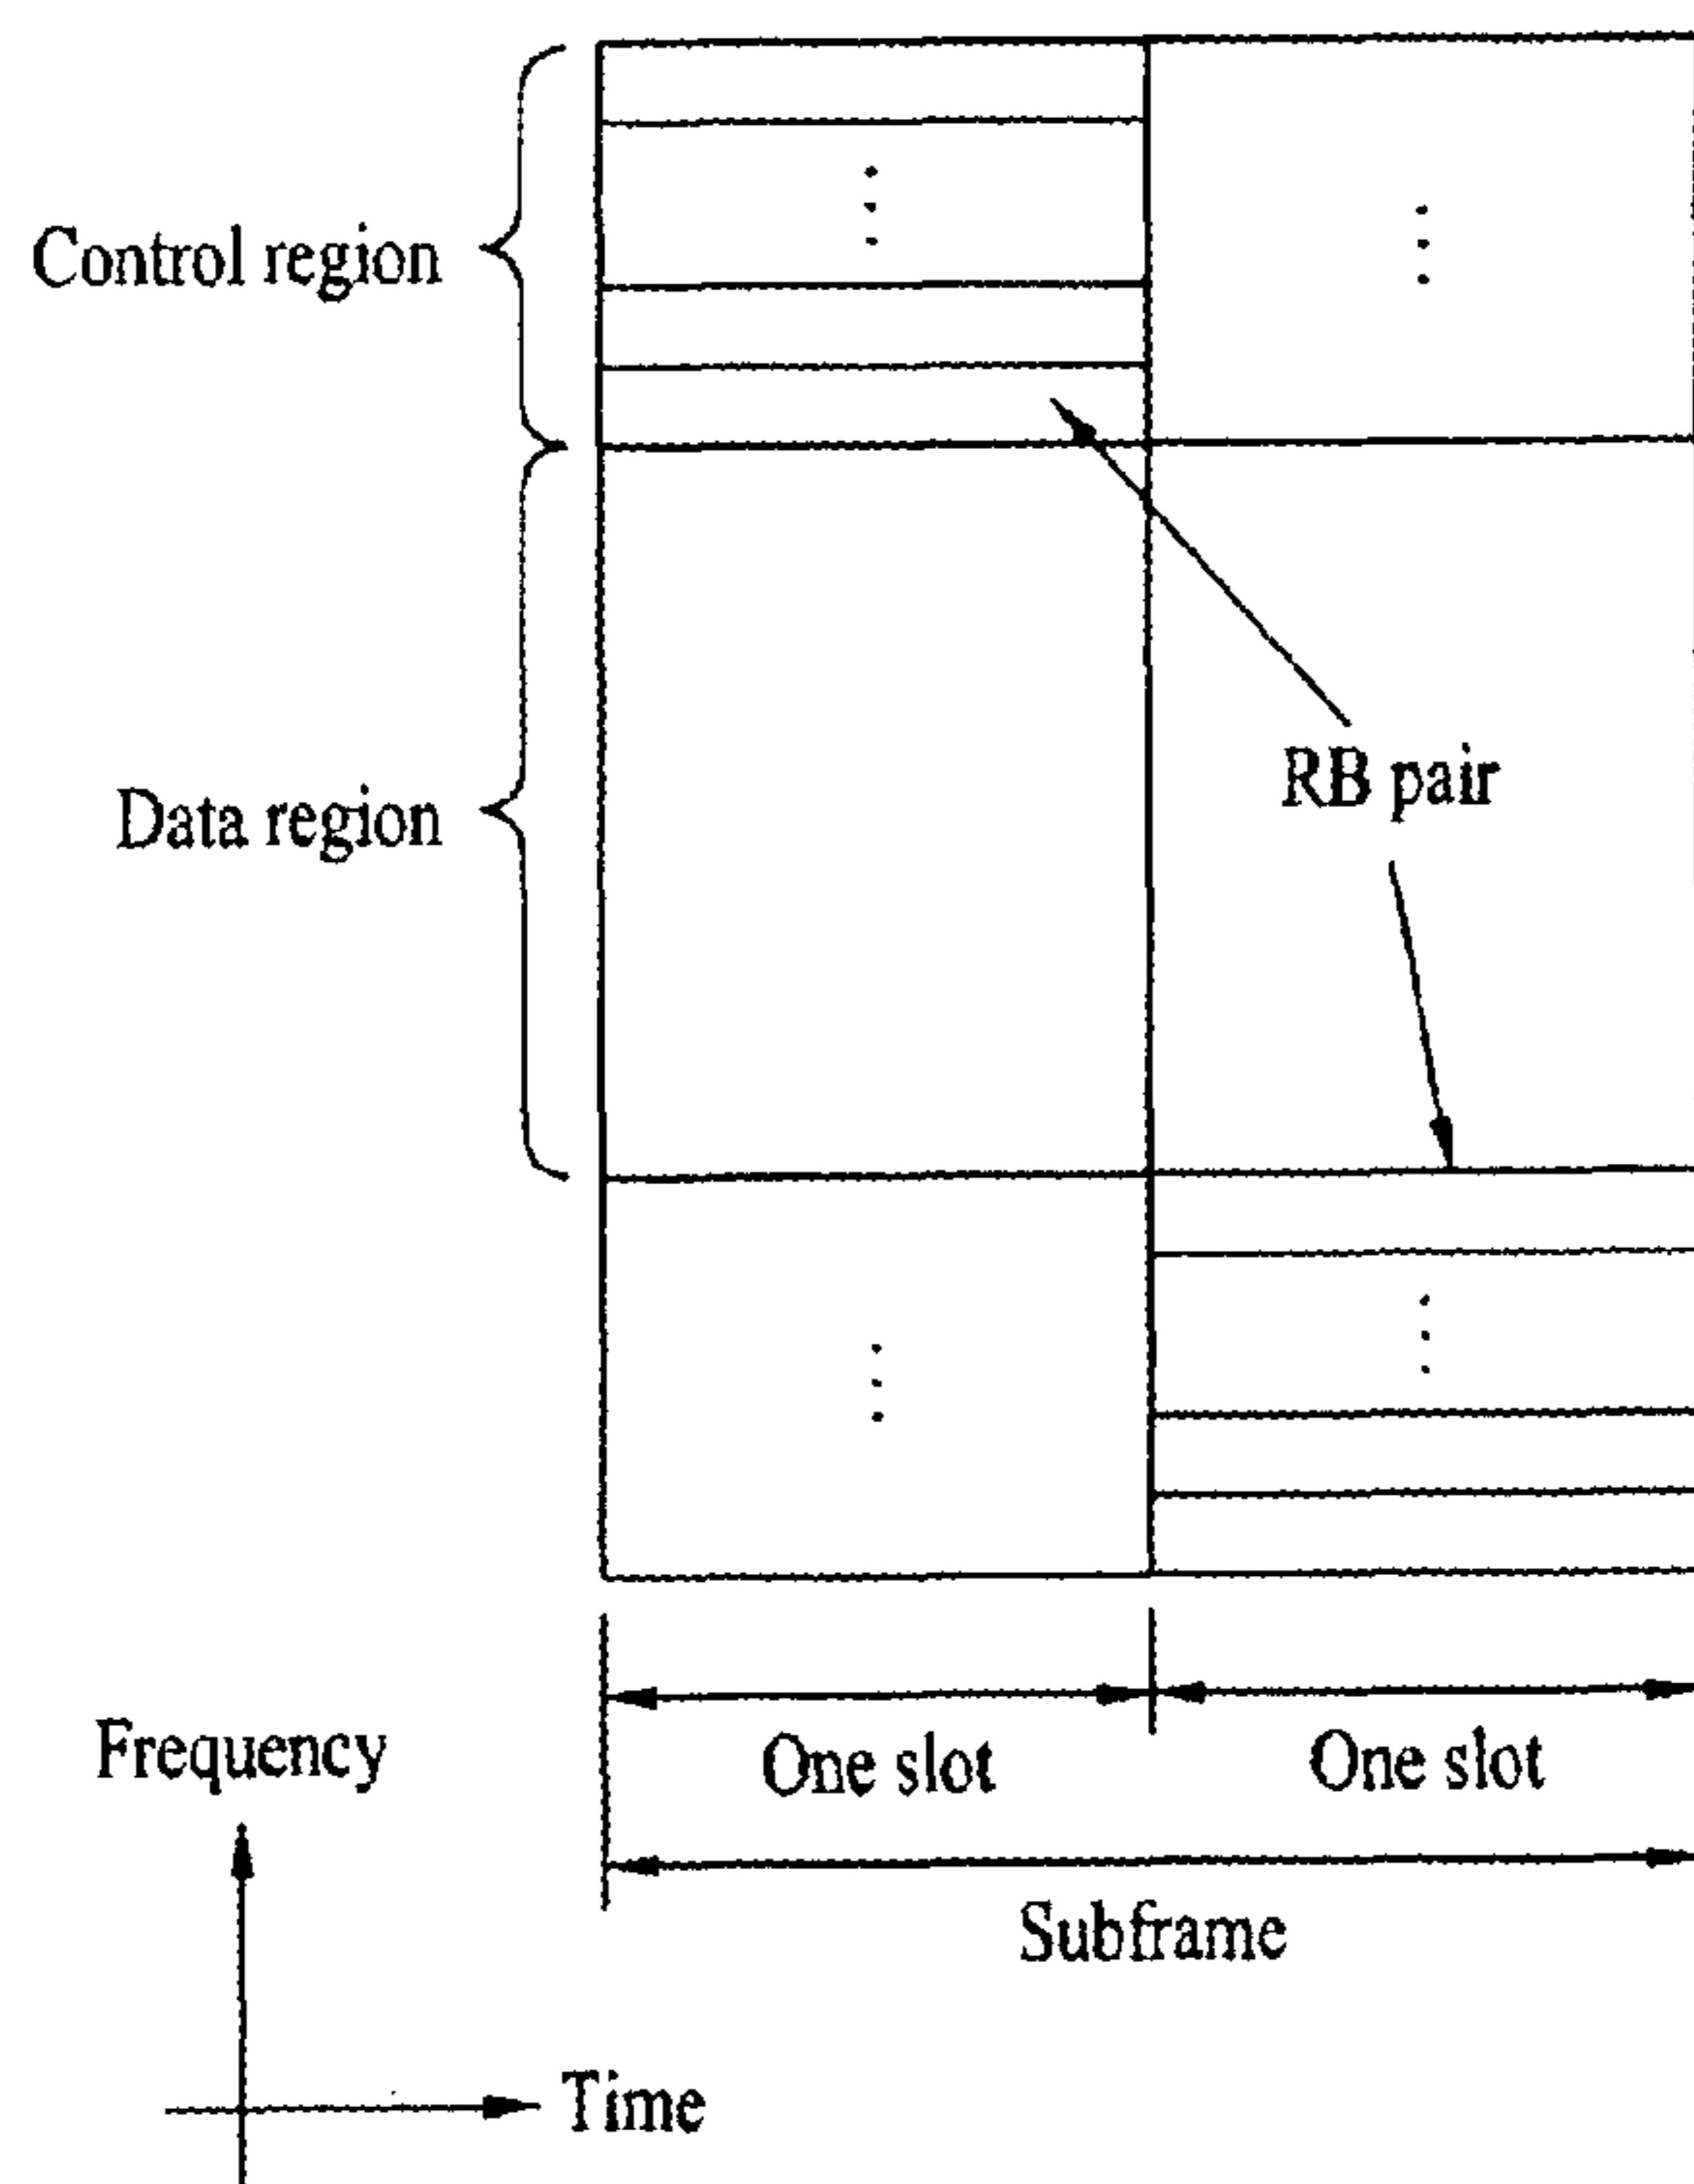 Control region
Data region
RB pair
One slot
One slot
Subframe
Frequency
Time